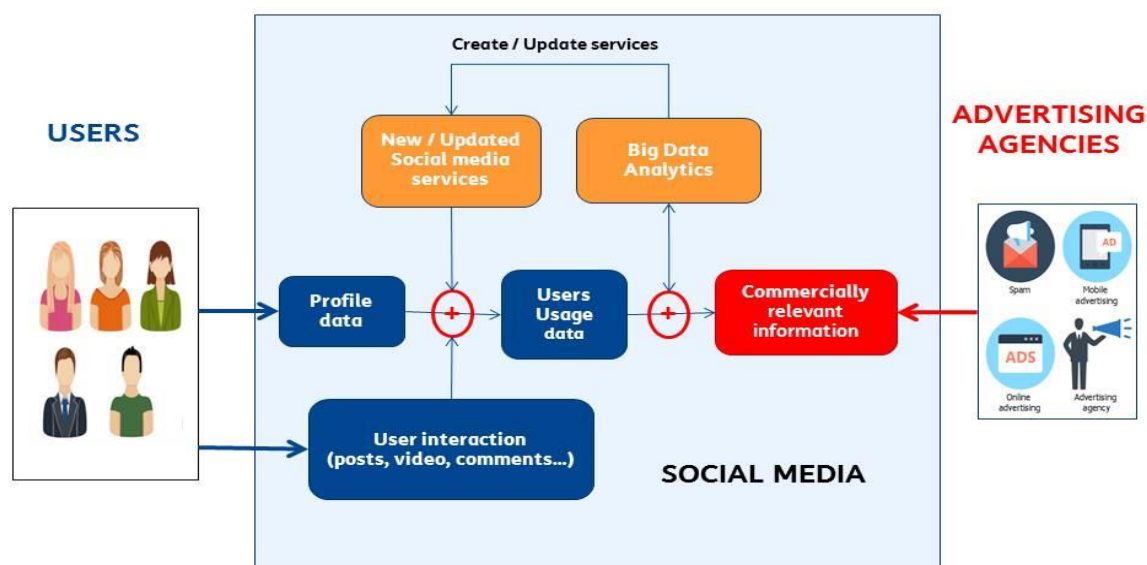 Create / Update services
USERS
ADVERTISING
AGENCIES
New / Updated
Social media
services
Big Data
Analytics
AD
Spam
Mobile
advertising
Profile
data
+
Users
Usage
data
+
Commercially
relevant
information
ADS
Online
advertising
Advertising
agency
User interaction
(posts, video, comments...)
SOCIAL MEDIA